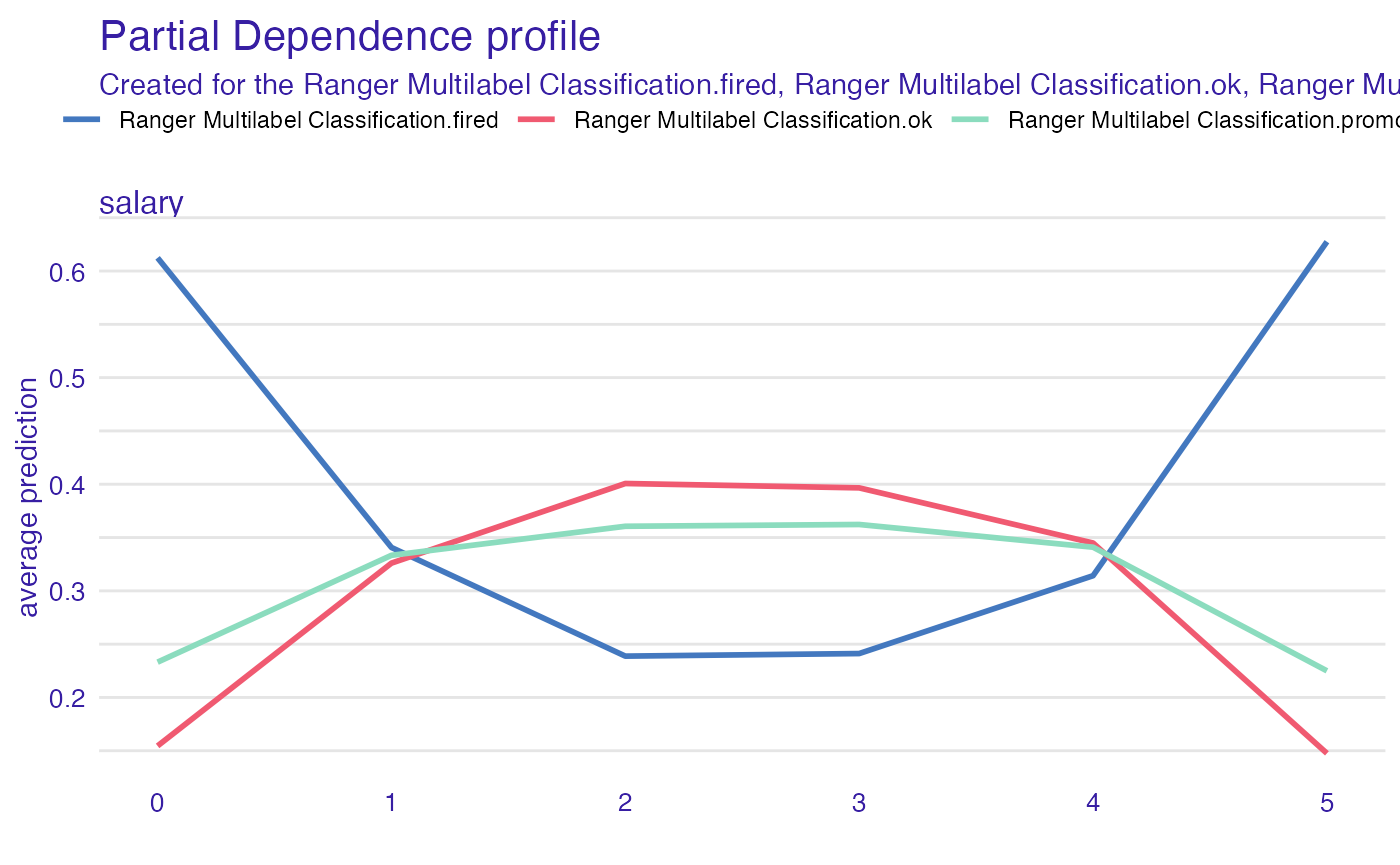 Partial Dependence profile
Created for the Ranger Multilabel Classification.fired, Ranger Multilabel Classification.ok, Ranger Mu
Ranger Multilabel Classification.fired Ranger Multilabel Classification.ok Ranger Multilabel Classification.promo
salary
0.6
0.5
0.4
0.3
0.2
average prediction
0 1 2 3 4 5